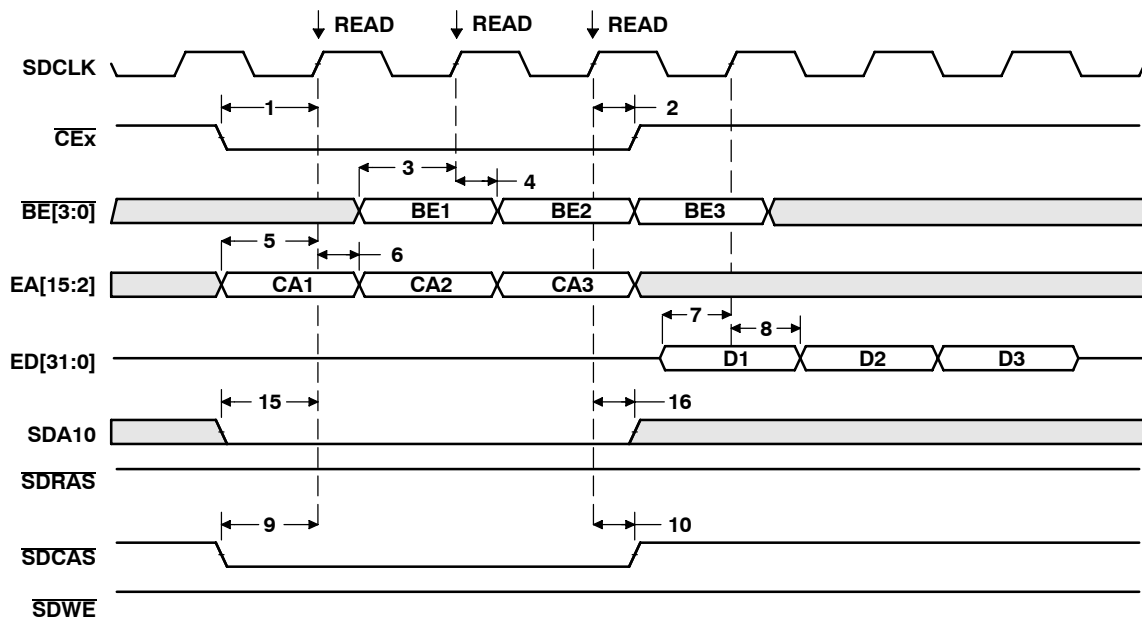 READ READ READ
SDCLK
1 2
CEx
3 4
BE[3:0] BE1 BE2 BE3
5 6
EA[15:2] CA1 CA2 CA3
7 8
ED[31:0] D1 D2 D3
15 16
SDA10
SDRAS
9 10
SDCAS
SDWE